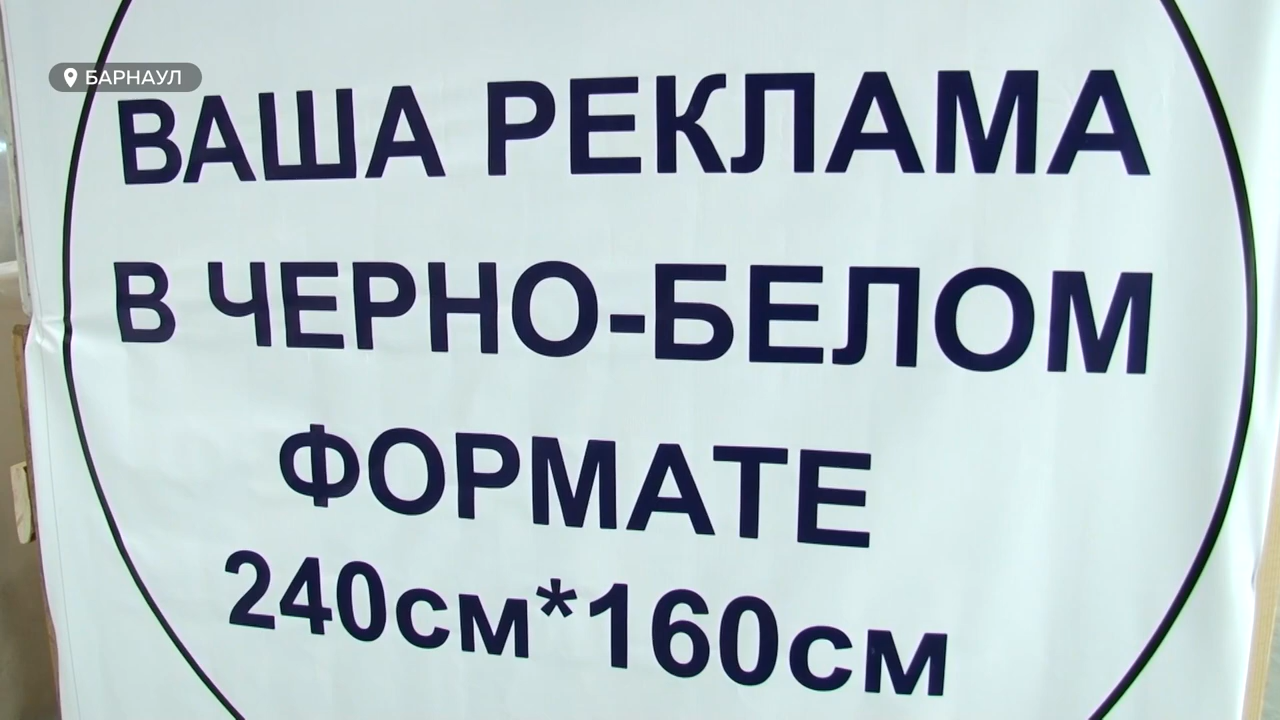 БАРНАУЛ
ВАША РЕКЛАМА
В ЧЕРНО-БЕЛОМ
ФОРМАТЕ
240см*160см